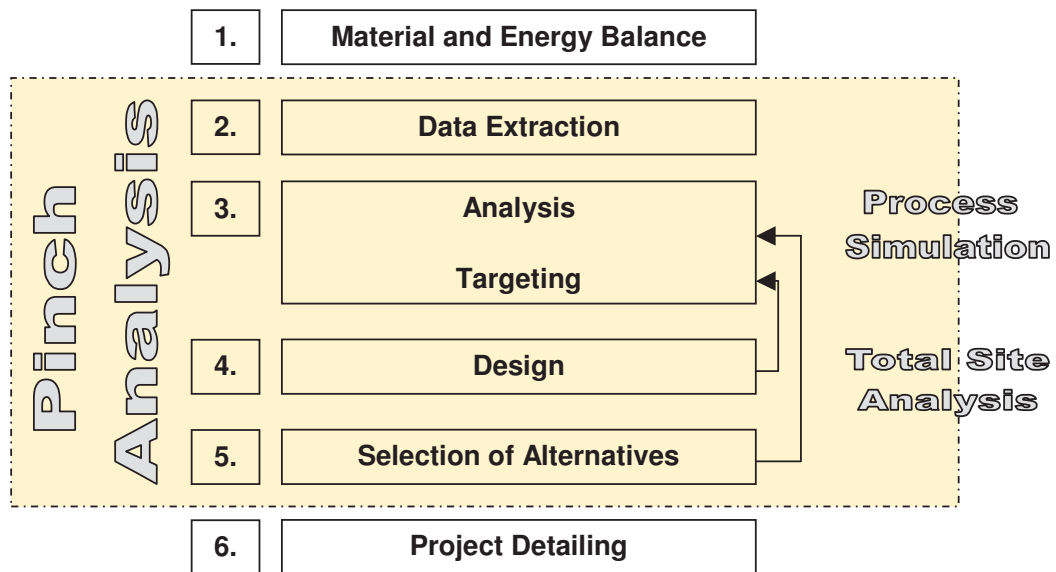 1.
Material and Energy Balance
2.
Data Extraction
3.
Analysis
Targeting
4.
Design
5.
Selection of Alternatives
6.
Project Detailing
Pinch
Analysis
Process
Simulation
Total Site
Analysis